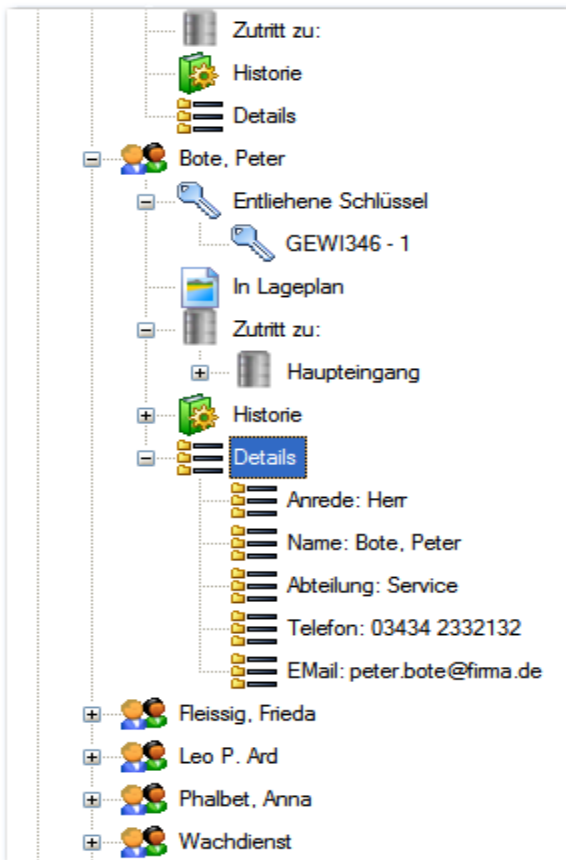 Zutritt zu:
Historie
Details
Bote, Peter
Entliehene Schlüssel
GEWI346 - 1
In Lageplan
Zutritt zu:
Haupteingang
Historie
Details
Anrede: Herr
Name: Bote, Peter
Abteilung: Service
Telefon: 03434 2332132
EMail: peter.bote@firma.de
Fleissig, Frieda
Leo P. Ard
Phalbet, Anna
Wachdienst